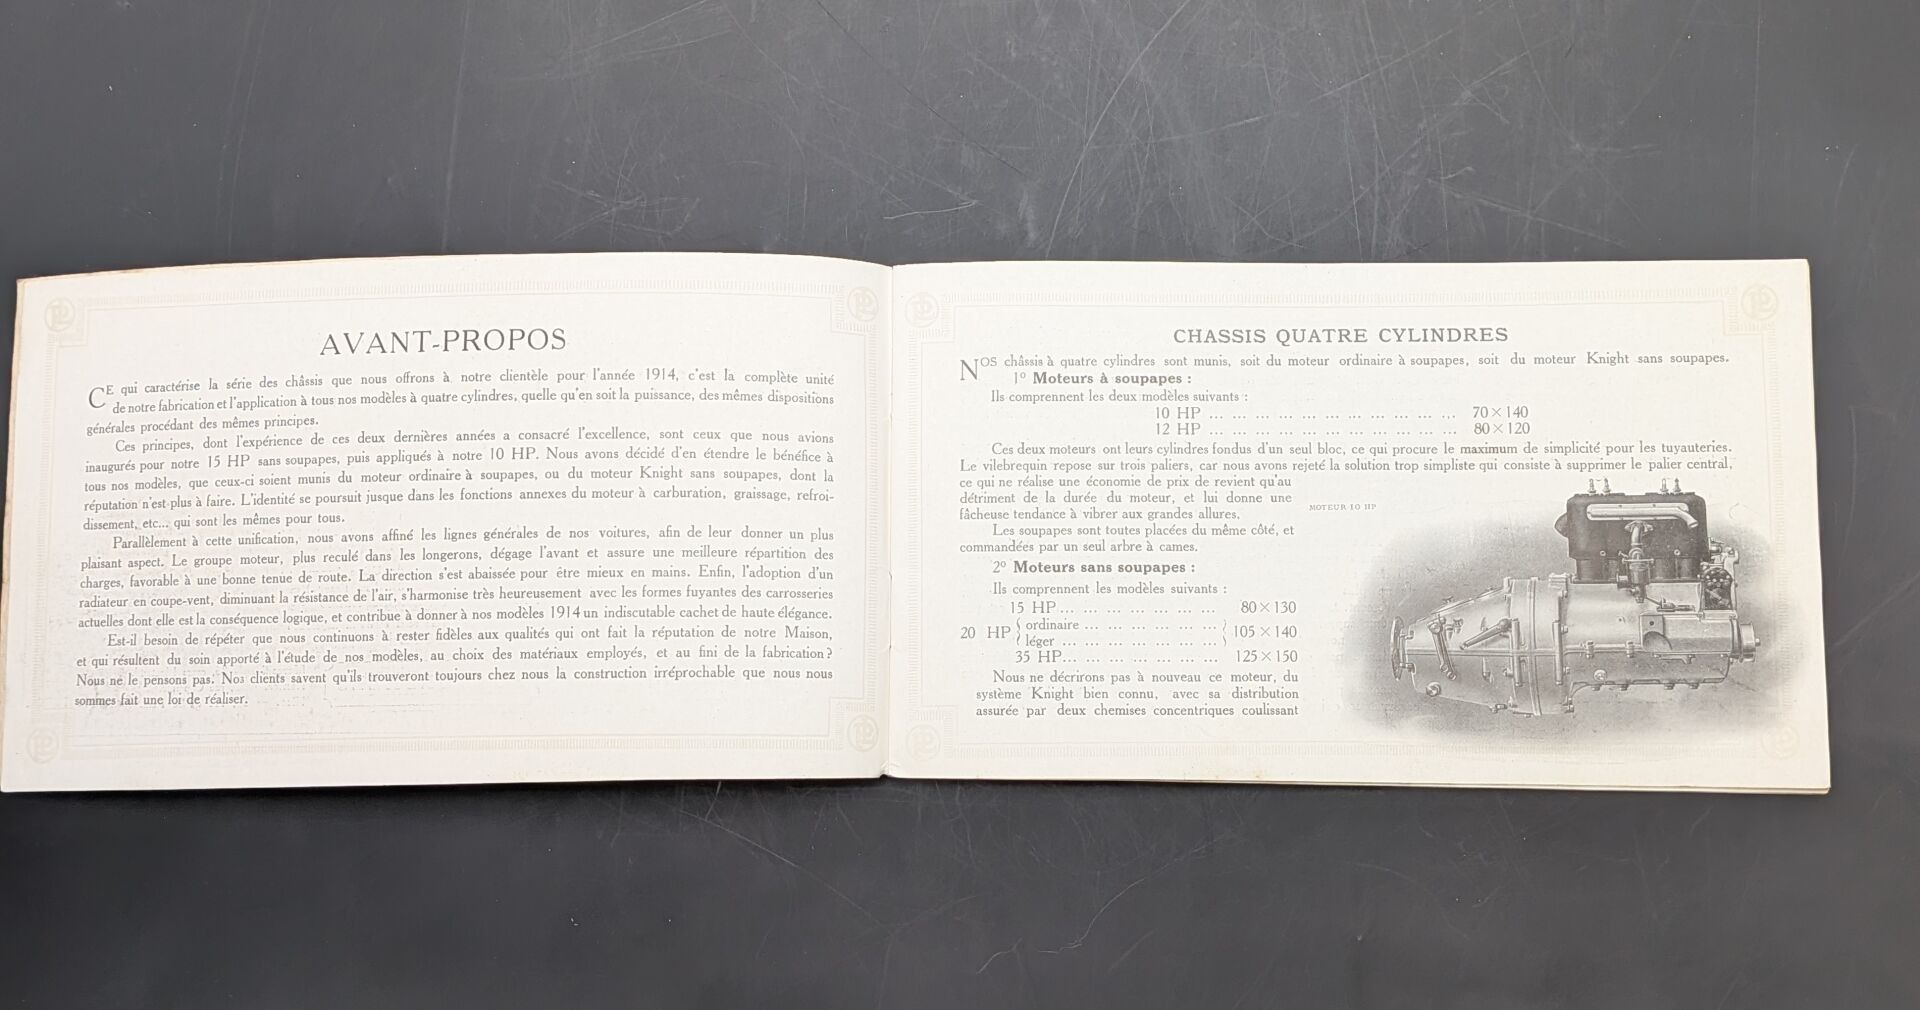 AVANT-PROPOS
CE qui caractérise la série des châssis que nous offrons à notre clientèle pour l'année 1914, c'est la complète unité
de notre fabrication et l'application à tous nos modèles à quatre cylindres, quelle qu'en soit la puissance, des mêmes dispositions
générales procédant des mêmes principes.
Ces principes, dont l'expérience de ces deux dernières années a consacré l'excellence, sont ceux que nous avions
inaugurés pour notre 15 HP sans soupapes, puis appliqués à notre 10 HP. Nous avons décidé d'en étendre le bénéfice à
tous nos modèles, que ceux-ci soient munis du moteur ordinaire à soupapes, ou du moteur Knight sans soupapes, dont la
réputation n'est plus à faire. L'identité se poursuit jusque dans les fonctions annexes du moteur à carburation, graissage, refroi-
dissement, etc... qui sont les mêmes pour tous.
Parallèlement à cette unification, nous avons affiné les lignes générales de nos voitures, afin de leur donner un plus
plaisant aspect. Le groupe moteur, plus reculé dans les longerons, dégage l'avant et assure une meilleure répartition des
charges, favorable à une bonne tenue de route. La direction s'est abaissée pour être mieux en mains. Enfin, l'adoption d'un
radiateur en coupe-vent, diminuant la résistance de l'air, s'harmonise très heureusement avec les formes fuyantes des carrosseries
actuelles dont elle est la conséquence logique, et contribue à donner à nos modèles 1914 un indiscutable cachet de haute élégance.
Est-il besoin de répéter que nous continuons à rester fidèles aux qualités qui ont fait la réputation de notre Maison,
et qui résultent du soin apporté à l'étude de nos modèles, au choix des matériaux employés, et au fini de la fabrication?
Nous ne le pensons pas. Nos clients savent qu'ils trouveront toujours chez nous la construction irréprochable que nous nous
sommes fait une loi de réaliser.
CHASSIS QUATRE CYLINDRES
NOS châssis à quatre cylindres sont munis, soit du moteur ordinaire à soupapes, soit du moteur Knight sans soupapes.
1º Moteurs à soupapes :
Ils comprennent les deux modèles suivants :
10 HP ... ... ... ... ... ... ... ... ... ... ... 70 × 140
12 HP ... ... ... ... ... ... ... ... ... ... ... 80 × 120
Ces deux moteurs ont leurs cylindres fondus d'un seul bloc, ce qui procure le maximum de simplicité pour les tuyauteries.
Le vilebrequin repose sur trois paliers, car nous avons rejeté la solution trop simpliste qui consiste à supprimer le palier central,
ce qui ne réalise une économie de prix de revient qu'au
détriment de la durée du moteur, et lui donne une
fâcheuse tendance à vibrer aux grandes allures.
MOTEUR 10 HP
Les soupapes sont toutes placées du même côté, et
commandées par un seul arbre à cames.
2º Moteurs sans soupapes :
Ils comprennent les modèles suivants :
15 HP... ... ... ... ... ... ... 80 × 130
20 HP { ordinaire ... ... ... ... ... ... } 105 × 140
{ léger ... ... ... ... ... ... ... }
35 HP... ... ... ... ... ... ... 125 × 150
Nous ne décrirons pas à nouveau ce moteur, du
système Knight bien connu, avec sa distribution
assurée par deux chemises concentriques coulissant